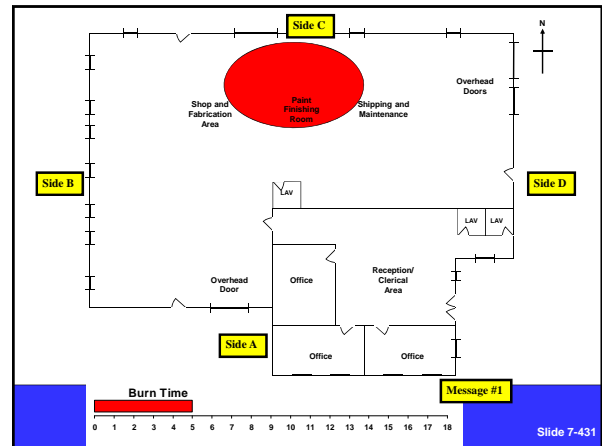 Side C
N
Shop and
Fabrication
Area
Paint
Finishing
Room
Shipping and
Maintenance
Overhead
Doors
Side B
Side D
LAV
LAV
LAV
Overhead
Door
Office
Reception/
Clerical
Area
Side A
Office
Office
Message #1
Burn Time
0 1 2 3 4 5 6 7 8 9 10 11 12 13 14 15 16 17 18
Slide 7-431